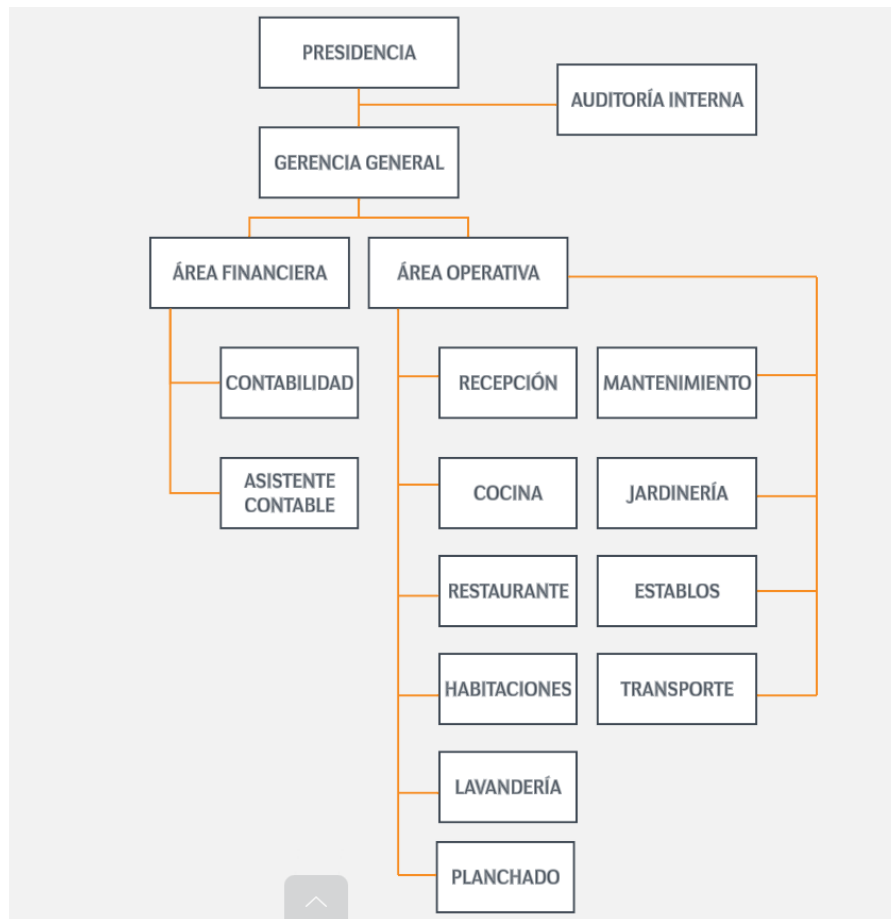 PRESIDENCIA
AUDITORÍA INTERNA
GERENCIA GENERAL
ÁREA FINANCIERA
ÁREA OPERATIVA
CONTABILIDAD
RECEPCIÓN
MANTENIMIENTO
ASISTENTE
CONTABLE
COCINA
JARDINERÍA
RESTAURANTE
ESTABLOS
HABITACIONES
TRANSPORTE
LAVANDERÍA
PLANCHADO